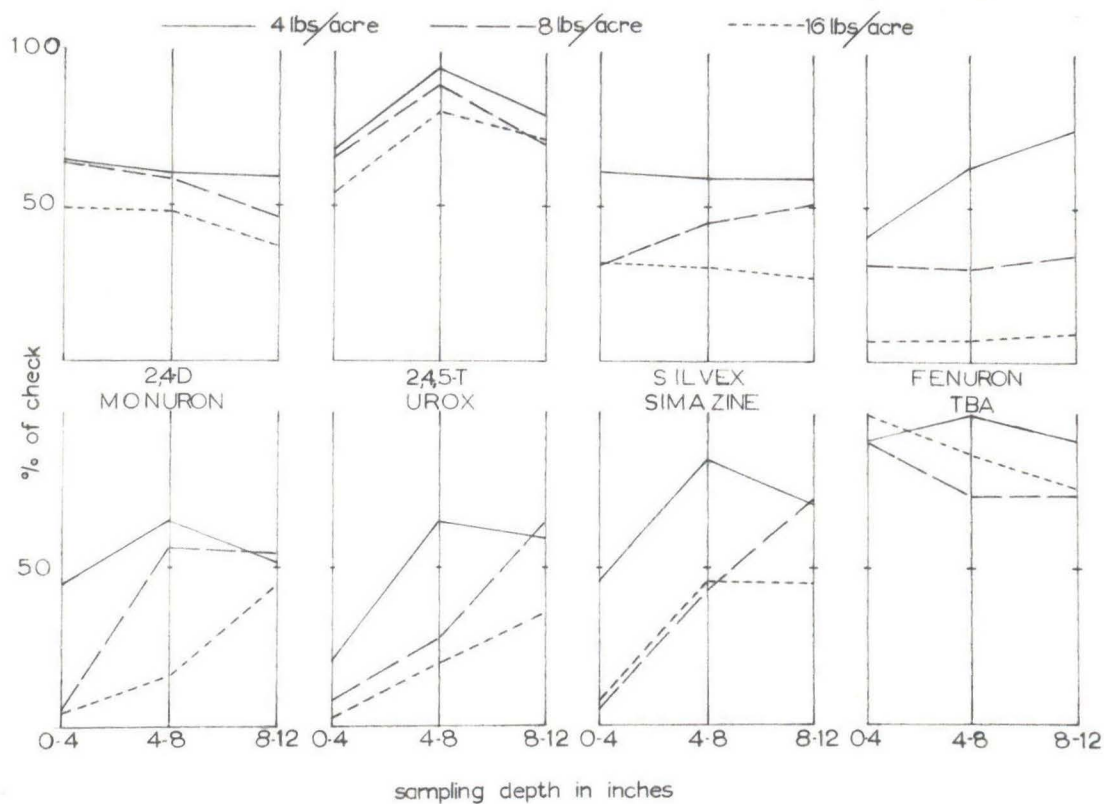 4 lbs/acre 8 lbs/acre 16 lbs/acre
100
50
% of check
2,4-D 2,4,5-T SILVEX FENURON
MONURON UROX SIMAZINE TBA
50
0
0-4 4-8 8-12 0-4 4-8 8-12 0-4 4-8 8-12 0-4 4-8 8-12
sampling depth in inches